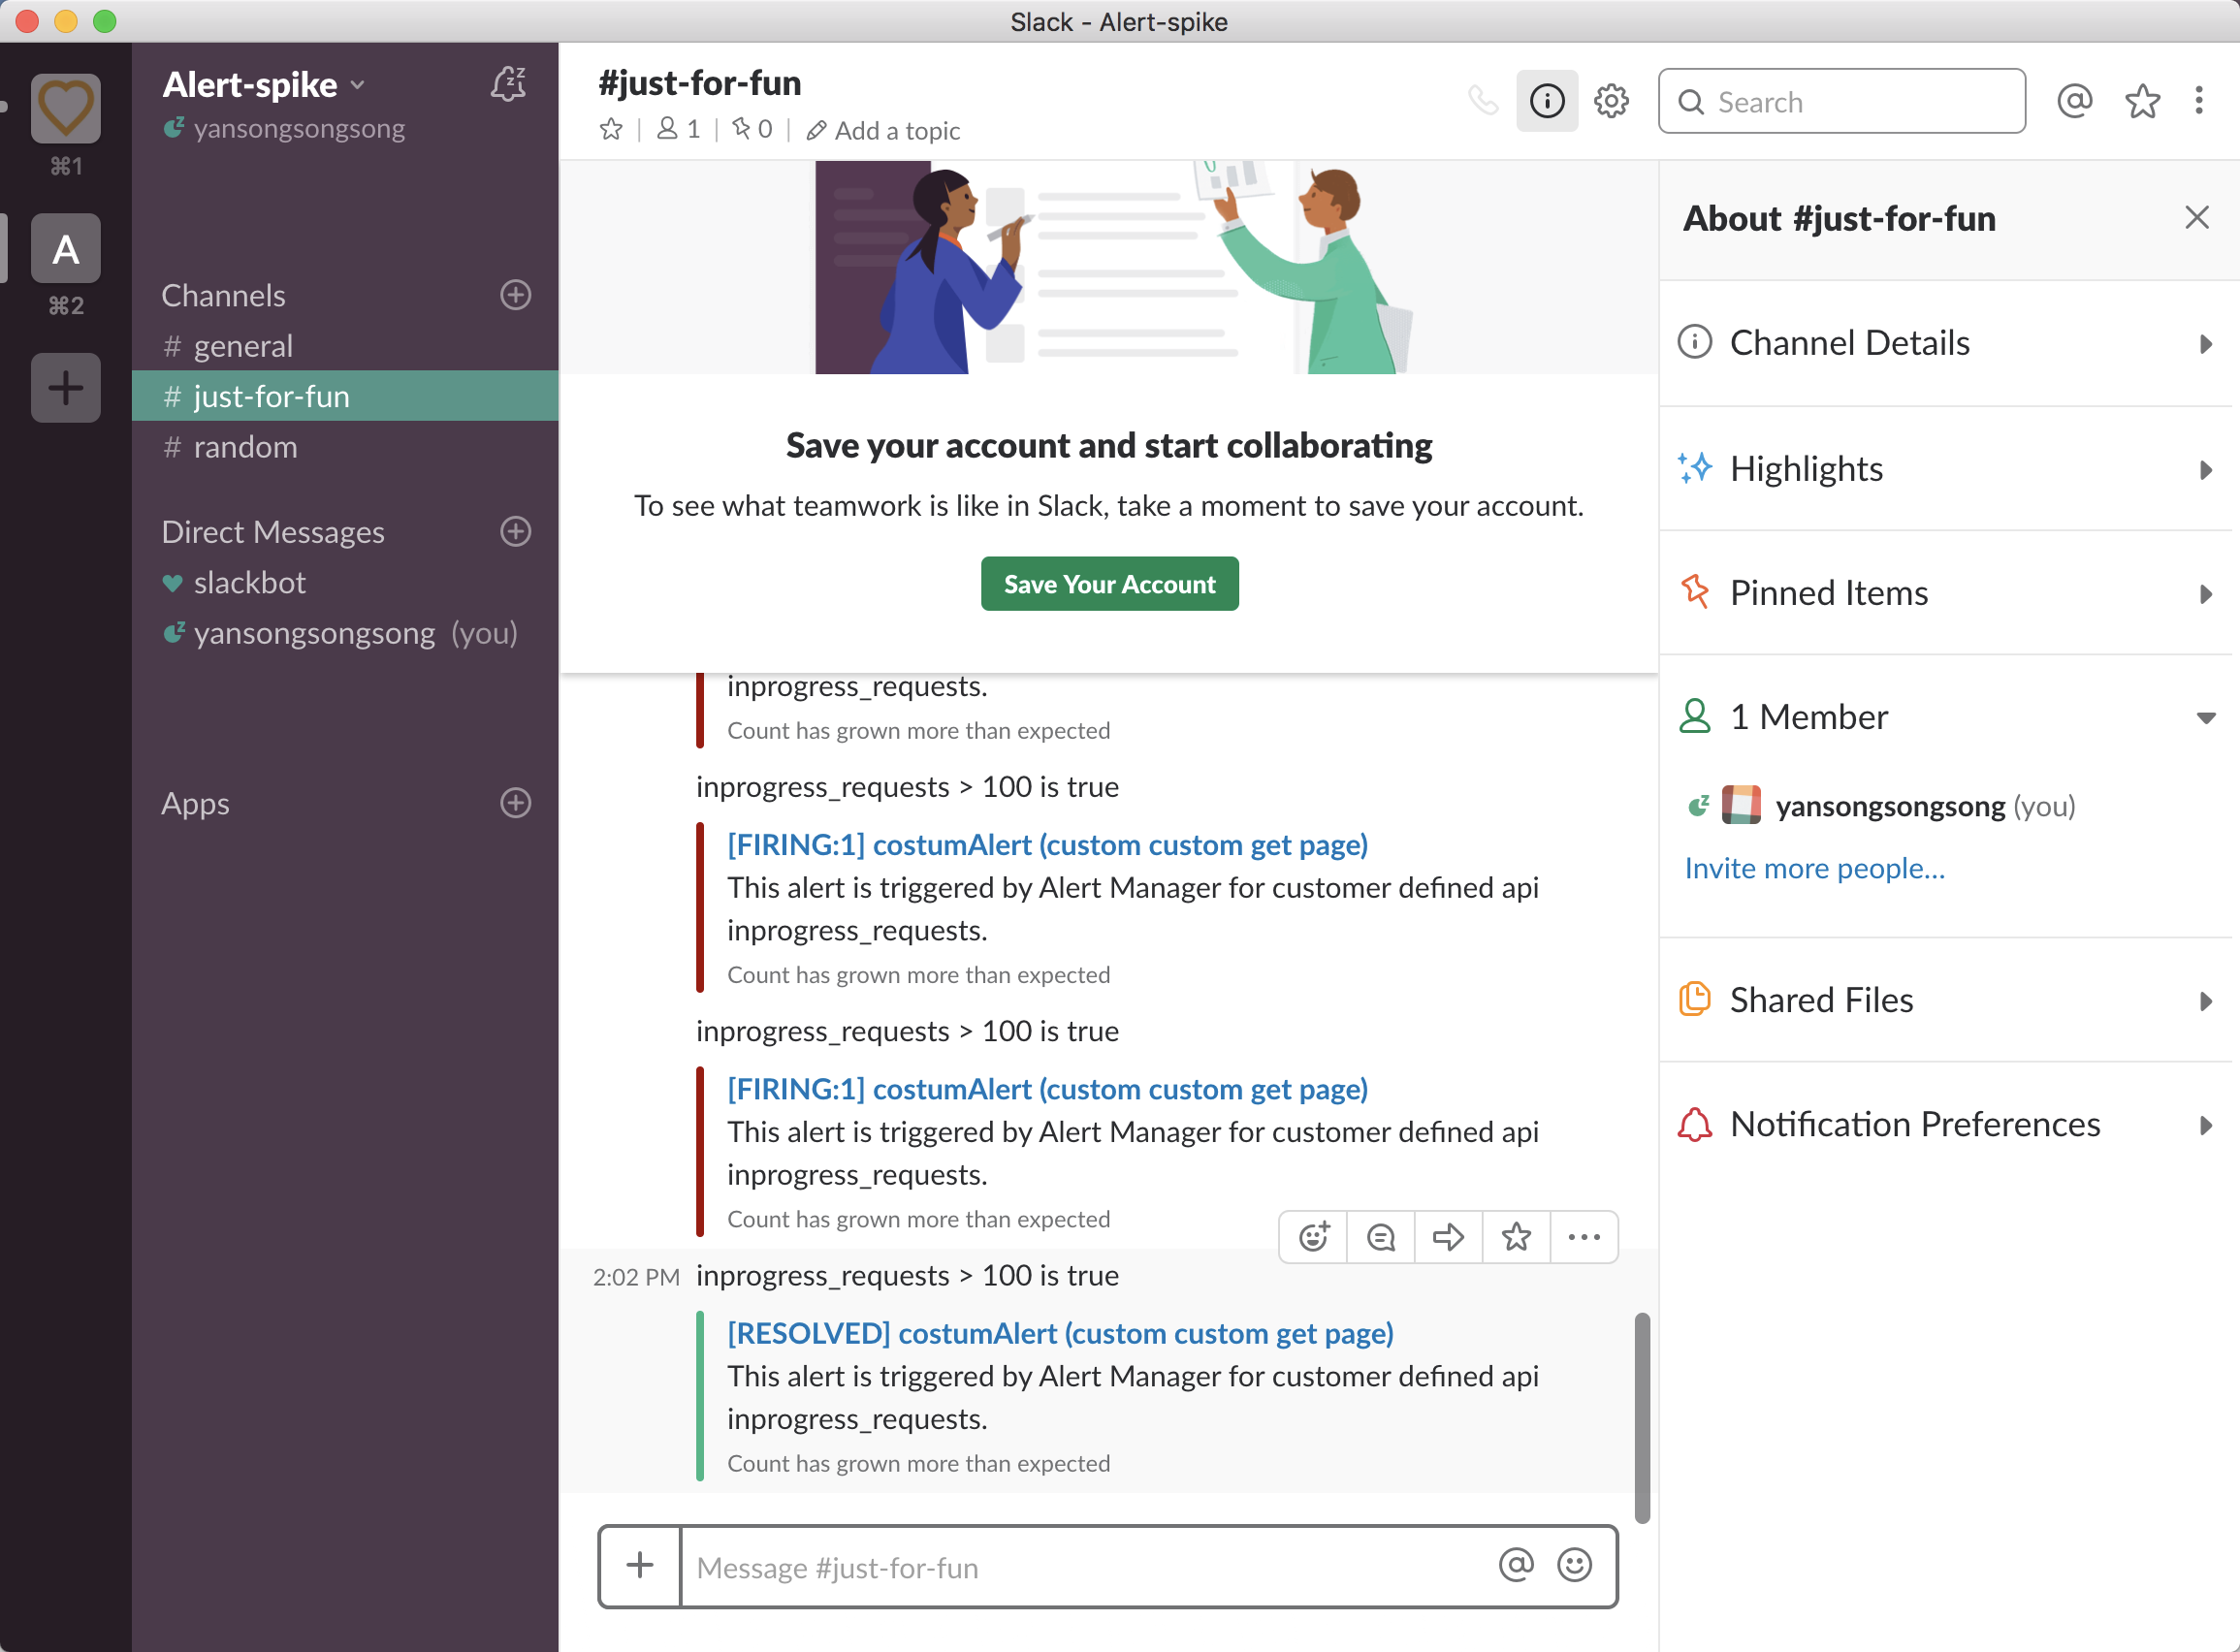 Slack - Alert-spike
⌘1
A
⌘2
Alert-spike
yansongsongsong
Channels
# general
# just-for-fun
# random
Direct Messages
slackbot
yansongsongsong (you)
Apps
#just-for-fun
1 | 0 | Add a topic
Search
Save your account and start collaborating
To see what teamwork is like in Slack, take a moment to save your account.
Save Your Account
inprogress_requests.
Count has grown more than expected
inprogress_requests > 100 is true
[FIRING:1] costumAlert (custom custom get page)
This alert is triggered by Alert Manager for customer defined api
inprogress_requests.
Count has grown more than expected
inprogress_requests > 100 is true
[FIRING:1] costumAlert (custom custom get page)
This alert is triggered by Alert Manager for customer defined api
inprogress_requests.
Count has grown more than expected
2:02 PM inprogress_requests > 100 is true
[RESOLVED] costumAlert (custom custom get page)
This alert is triggered by Alert Manager for customer defined api
inprogress_requests.
Count has grown more than expected
Message #just-for-fun
About #just-for-fun
Channel Details
Highlights
Pinned Items
1 Member
yansongsongsong (you)
Invite more people...
Shared Files
Notification Preferences